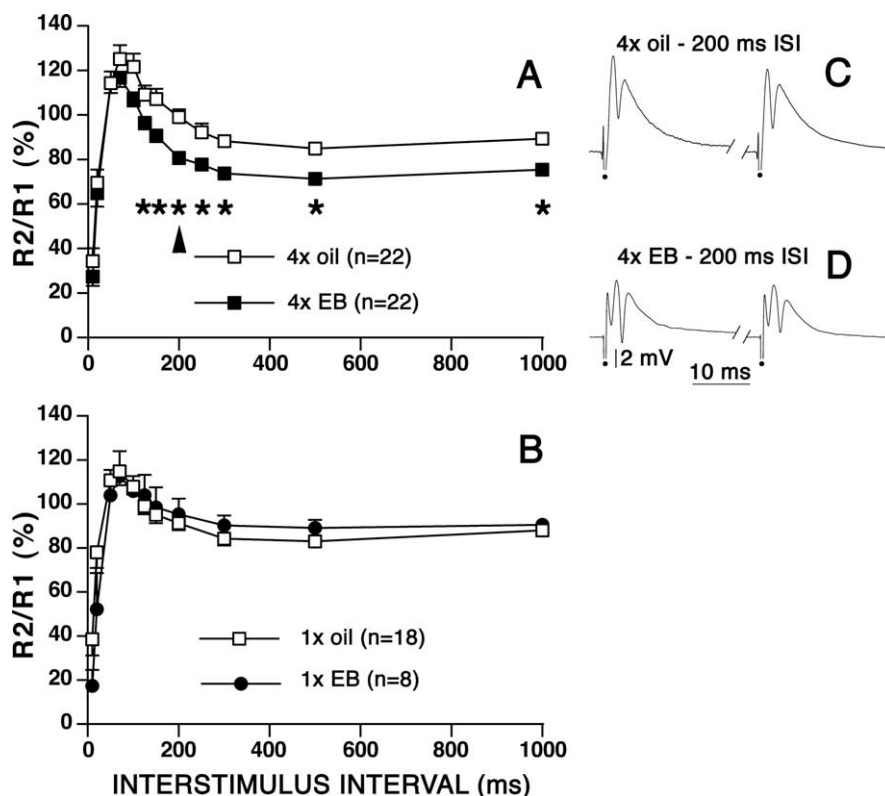 140
120
100
80
60
40
20
0
R2/R1 (%)
A
* * * * * * *
4x oil (n=22)
4x EB (n=22)
0 200 400 600 800 1000
4x oil - 200 ms ISI
C
4x EB - 200 ms ISI
D
2 mV
10 ms
140
120
100
80
60
40
20
0
R2/R1 (%)
B
1x oil (n=18)
1x EB (n=8)
0 200 400 600 800 1000
INTERSTIMULUS INTERVAL (ms)